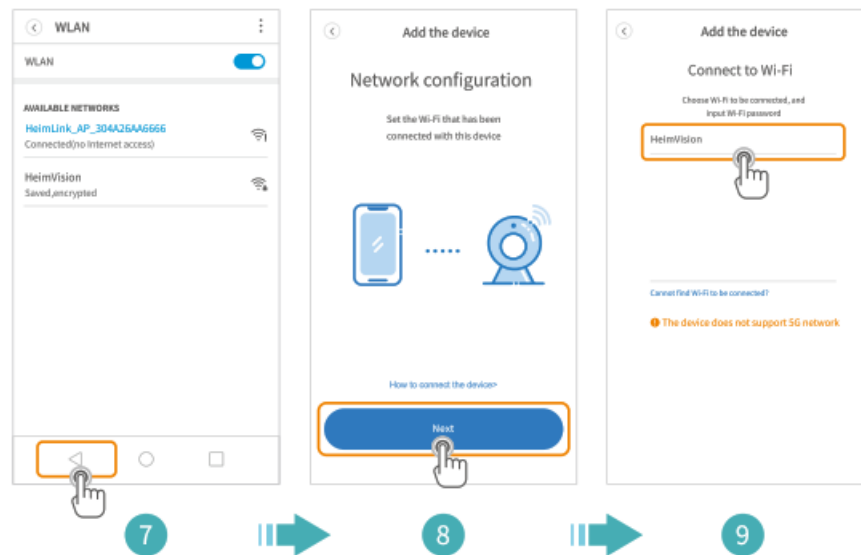 WLAN
WLAN
AVAILABLE NETWORKS
HeimLink_AP_304A26AA6666
Connected(no Internet access)
HeimVision
Saved,encrypted
7
Add the device
Network configuration
Set the Wi-Fi that has been
connected with this device
How to connect the device>
Next
8
Add the device
Connect to Wi-Fi
Choose Wi-Fi to be connected, and
input Wi-Fi password
HeimVision
Cannet find Wi-Fi to be connected?
The device does not support 5G network
9